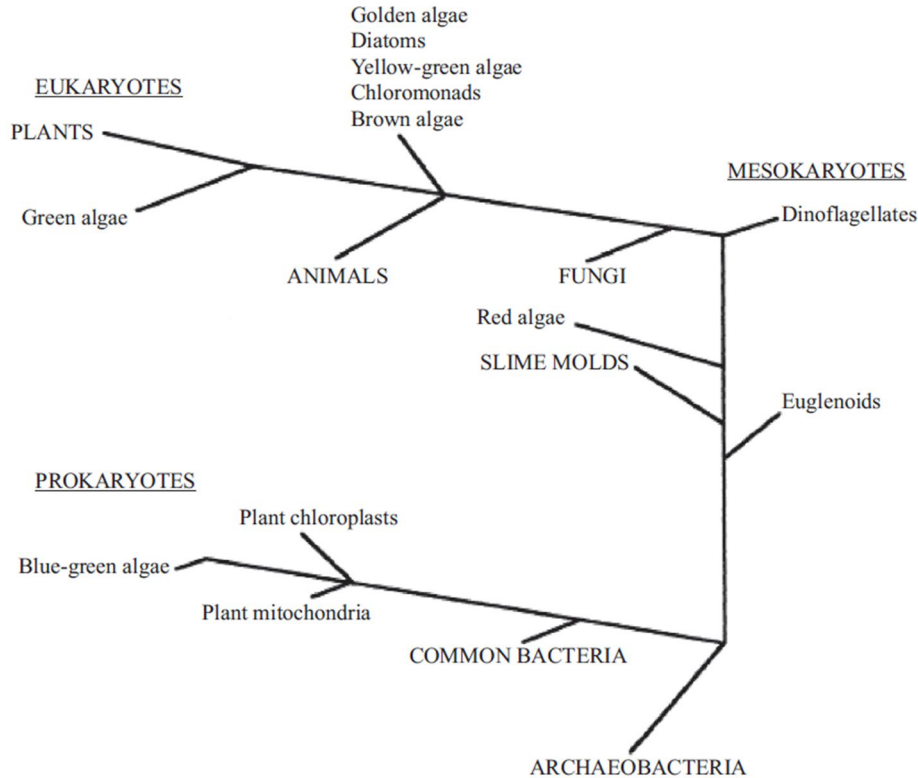 Golden algae
Diatoms
Yellow-green algae
Chloromonads
Brown algae
EUKARYOTES
PLANTS
MESOKARYOTES
Green algae
Dinoflagellates
ANIMALS
FUNGI
Red algae
SLIME MOLDS
Euglenoids
PROKARYOTES
Plant chloroplasts
Blue-green algae
Plant mitochondria
COMMON BACTERIA
ARCHAEOBACTERIA